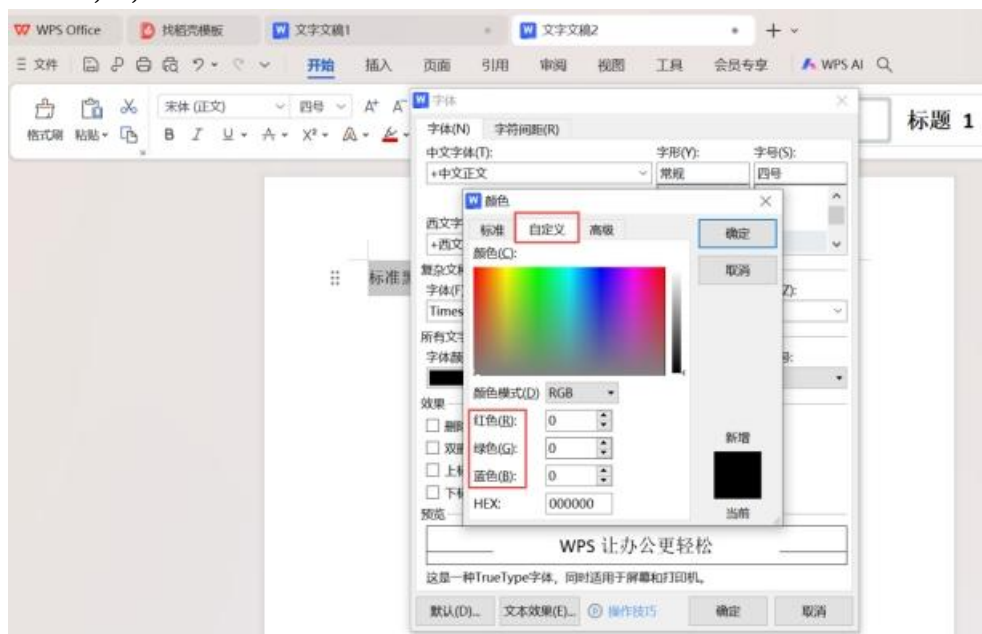 WPS Office 找稻壳模板 文字文稿1 文字文稿2
三 文件 开始 插入 页面 引用 审阅 视图 工具 会员专享 WPS AI
宋体 (正文) 四号 A⁺ A⁻
格式刷 粘贴 B I U A X² A 标题 1
字体
字体(N) 字符间距(R)
中文字体(T): 字形(Y): 字号(S):
+中文正文 常规 四号
颜色
西文字
标准 自定义 高级 确定
+西文
颜色(C):
取消
标准黑
字体(F) Z):
Times
所有文字
字体颜 号:
颜色模式(D) RGB
效果
红色(R): 0
新增
绿色(G): 0
上标
蓝色(B): 0
下标
HEX: 000000
当前
预览
WPS 让办公更轻松
这是一种TrueType字体，同时适用于屏幕和打印机。
默认(D)... 文本效果(E)... 操作技巧 确定 取消